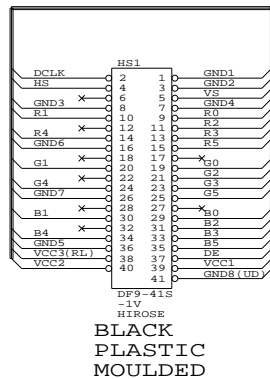 HS1
DCLK 2 1 GND1
HS 4 3 GND2
6 5 VS
GND3 8 7 GND4
R1 10 9 R0
12 11 R2
R4 14 13 R3
GND6 16 15 R5
18 17
G1 20 19 G0
22 21 G2
G4 24 23 G3
GND7 26 25 G5
28 27
B1 30 29 B0
32 31 B2
B4 34 33 B3
GND5 36 35 B5
VCC3(RL) 38 37 DE
VCC2 40 39 VCC1
41 GND8(UD)
DF9-41S
-1V
HIROSE
BLACK
PLASTIC
MOULDED